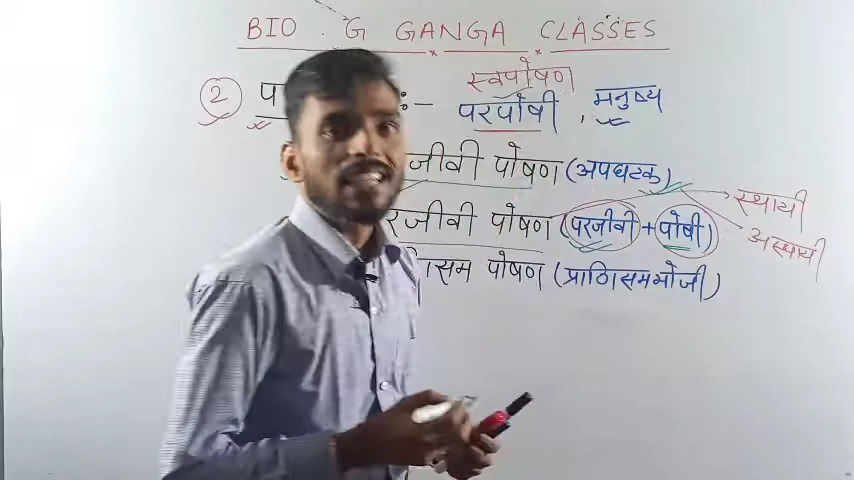 BIO . G GANGA CLASSES
स्वपोषण
2 प :- परपोषी , मनुष्य
जीवी पोषण (अपघटक)
स्थायी
रजीवी पोषण (परजीवी + पोषी)
अस्थायी
सम पोषण (प्राणिसमभोजी)